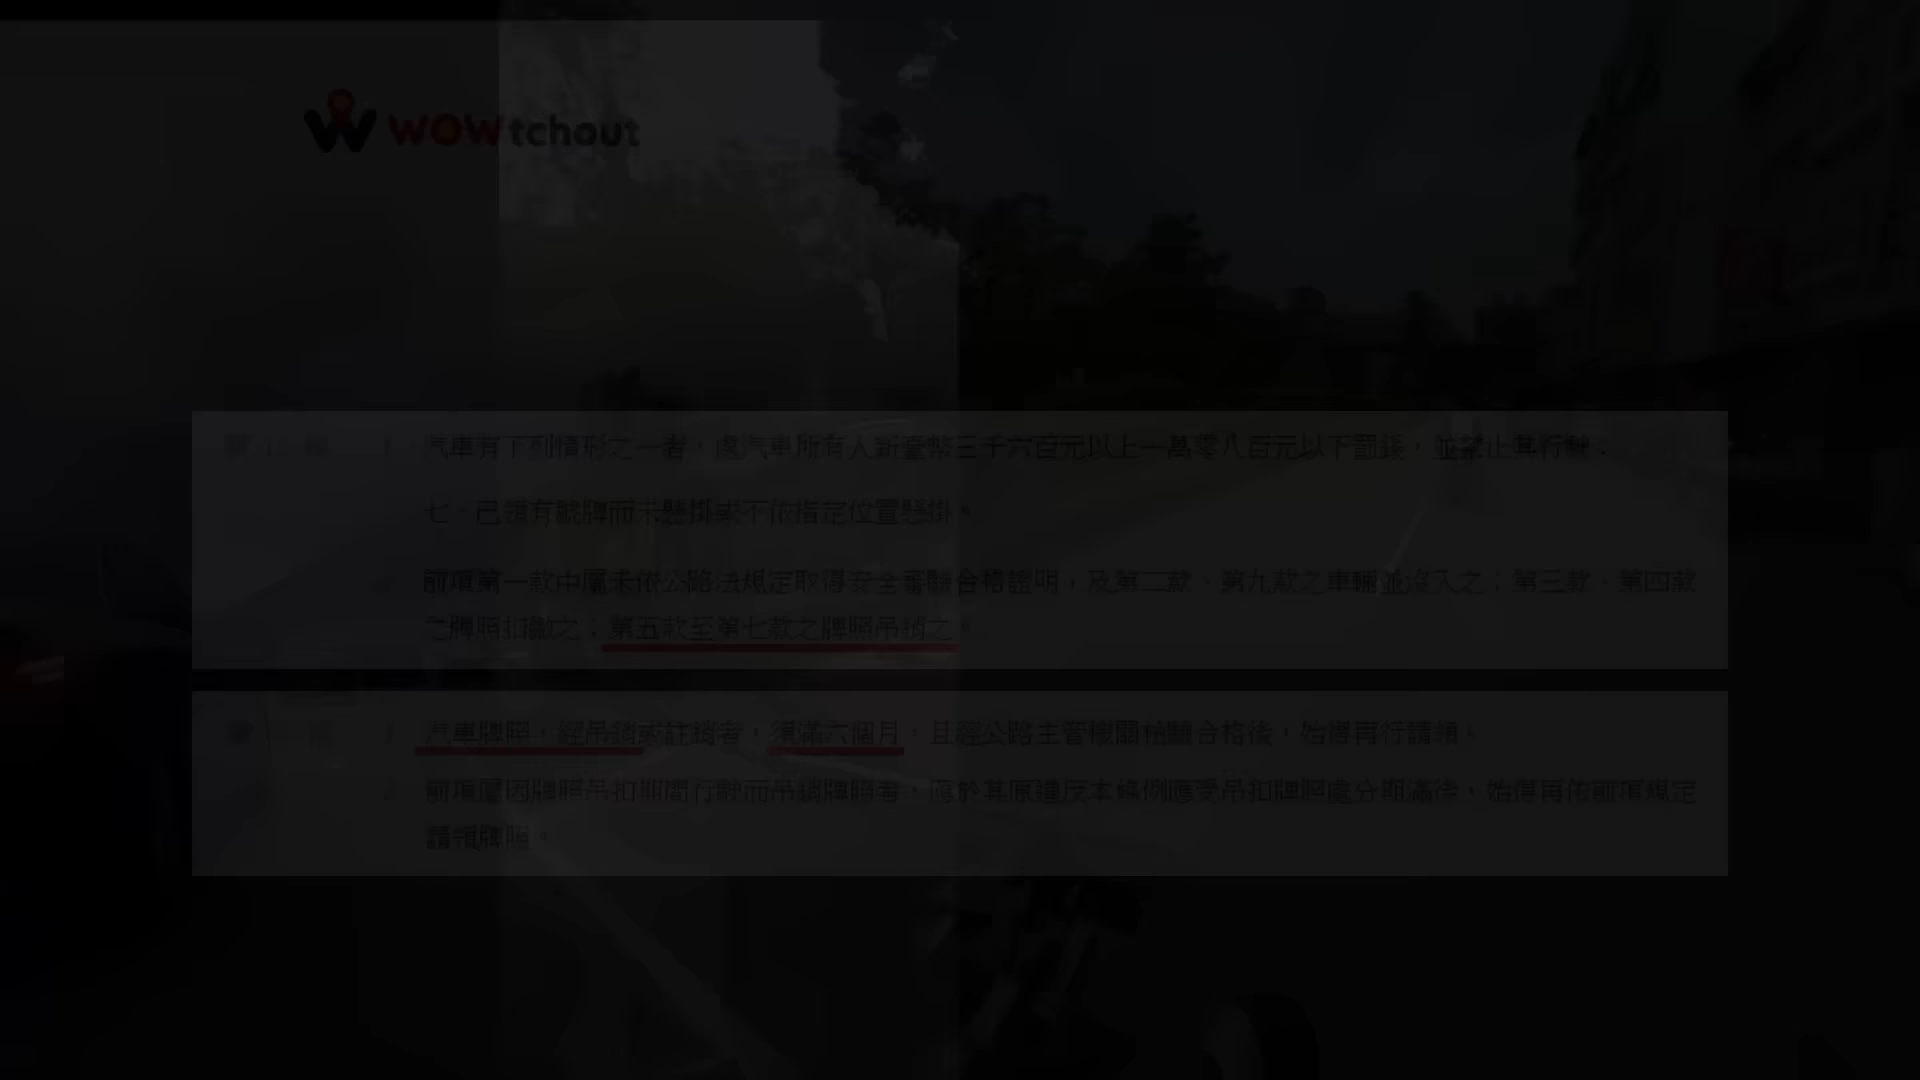 WOWtchout
第 12 條 1 汽車有下列情形之一者，處汽車所有人新臺幣三千六百元以上一萬零八百元以下罰鍰，並禁止其行駛：
七、已領有號牌而未懸掛或不依指定位置懸掛。
2 前項第一款中屬未依公路法規定取得安全審驗合格證明，及第二款、第九款之車輛並沒入之；第三款、第四款
之牌照扣繳之；第五款至第七款之牌照吊銷之。
1 汽車牌照，經吊銷或註銷者，須滿六個月，且經公路主管機關檢驗合格後，始得再行請領。
2 前項屬因牌照吊扣期間行駛而吊銷牌照者，應於其原違反本條例應受吊扣牌照處分期滿後，始得再依前項規定
請領牌照。